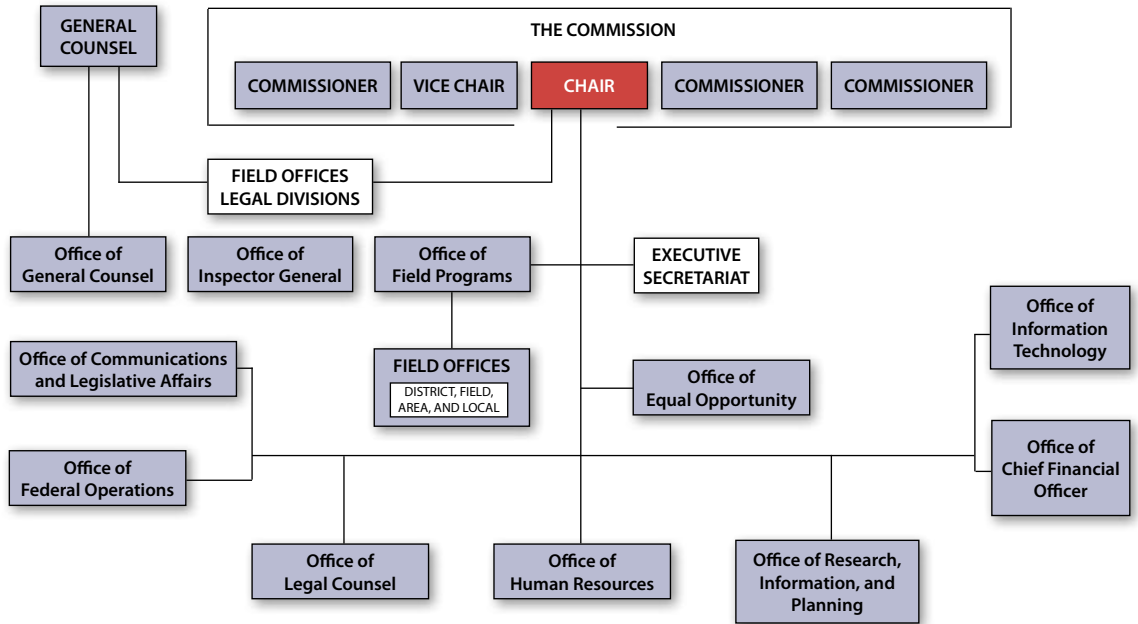 GENERAL
COUNSEL
THE COMMISSION
COMMISSIONER
VICE CHAIR
CHAIR
COMMISSIONER
COMMISSIONER
FIELD OFFICES
LEGAL DIVISIONS
Office of
General Counsel
Office of
Inspector General
Office of
Field Programs
EXECUTIVE
SECRETARIAT
Office of
Information
Technology
Office of Communications
and Legislative Affairs
FIELD OFFICES
DISTRICT, FIELD,
AREA, AND LOCAL
Office of
Equal Opportunity
Office of
Federal Operations
Office of
Chief Financial
Officer
Office of
Legal Counsel
Office of
Human Resources
Office of Research,
Information, and
Planning